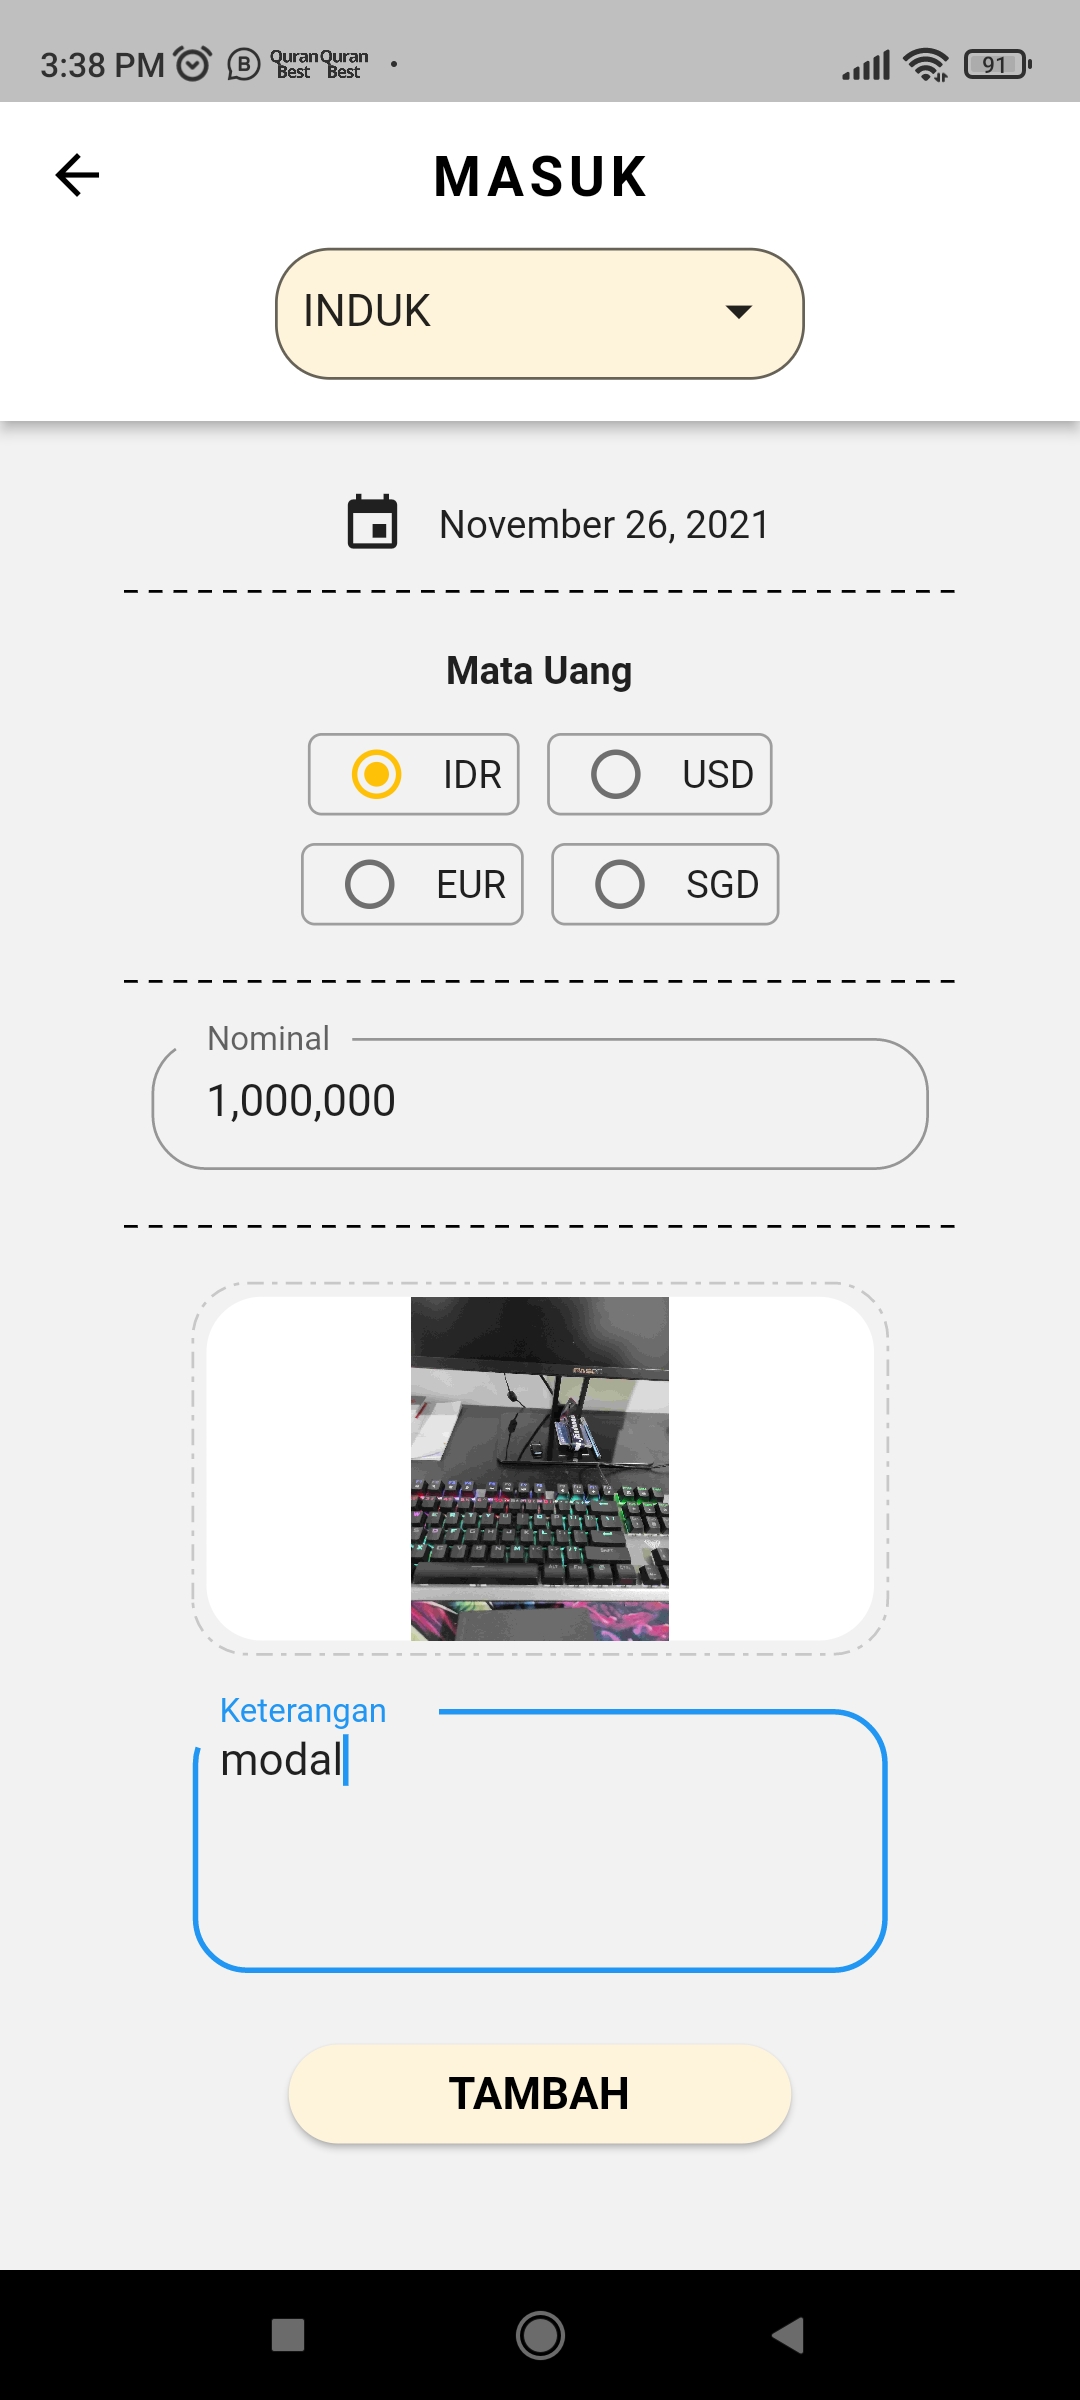 3:38 PM B Quran Best Quran Best 91
MASUK
INDUK
November 26, 2021
Mata Uang
IDR USD
EUR SGD
Nominal
1,000,000
Keterangan
modal
TAMBAH